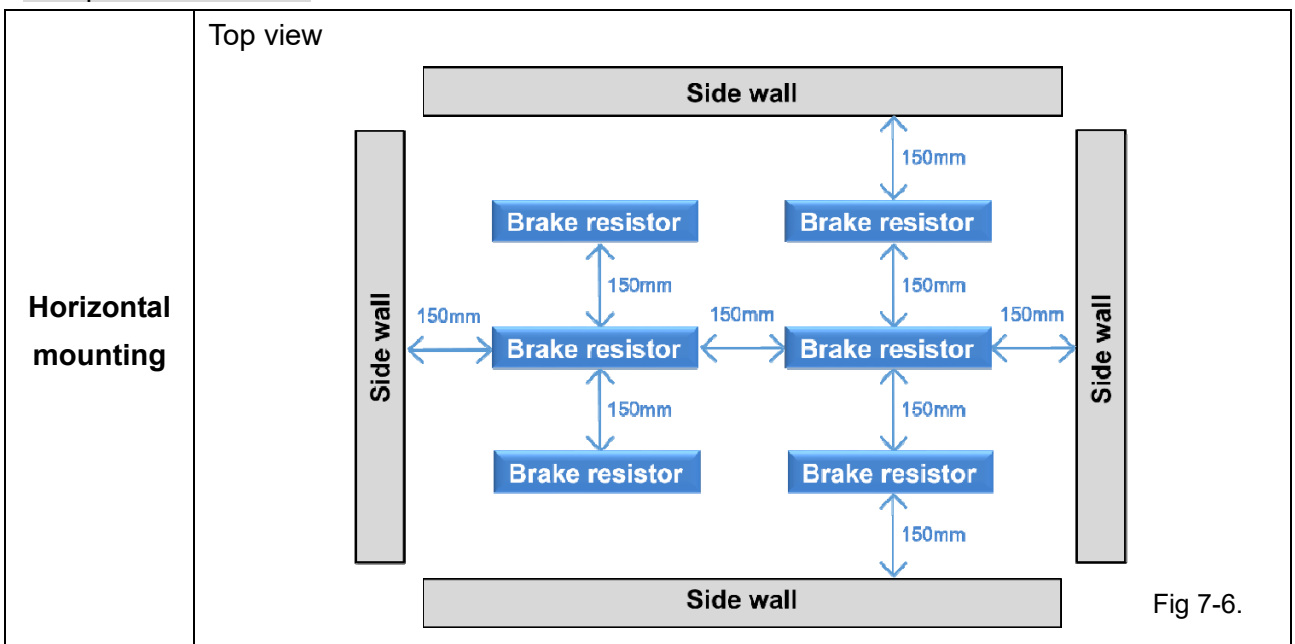 Top view
Side wall
150mm
Brake resistor Brake resistor
150mm 150mm
Horizontal
mounting
Side wall
150mm 150mm 150mm
Side wall
Brake resistor Brake resistor
150mm 150mm
Brake resistor Brake resistor
150mm
Side wall
Fig 7-6.